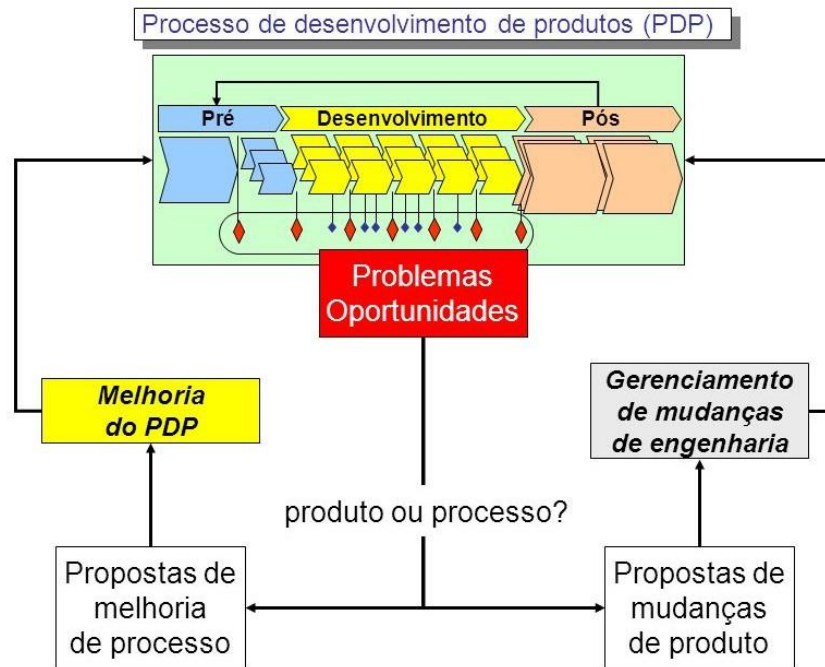 Processo de desenvolvimento de produtos (PDP)
Pré
Desenvolvimento
Pós
Problemas
Oportunidades
Melhoria
do PDP
Gerenciamento
de mudanças
de engenharia
produto ou processo?
Propostas de
melhoria
de processo
Propostas de
mudanças
de produto